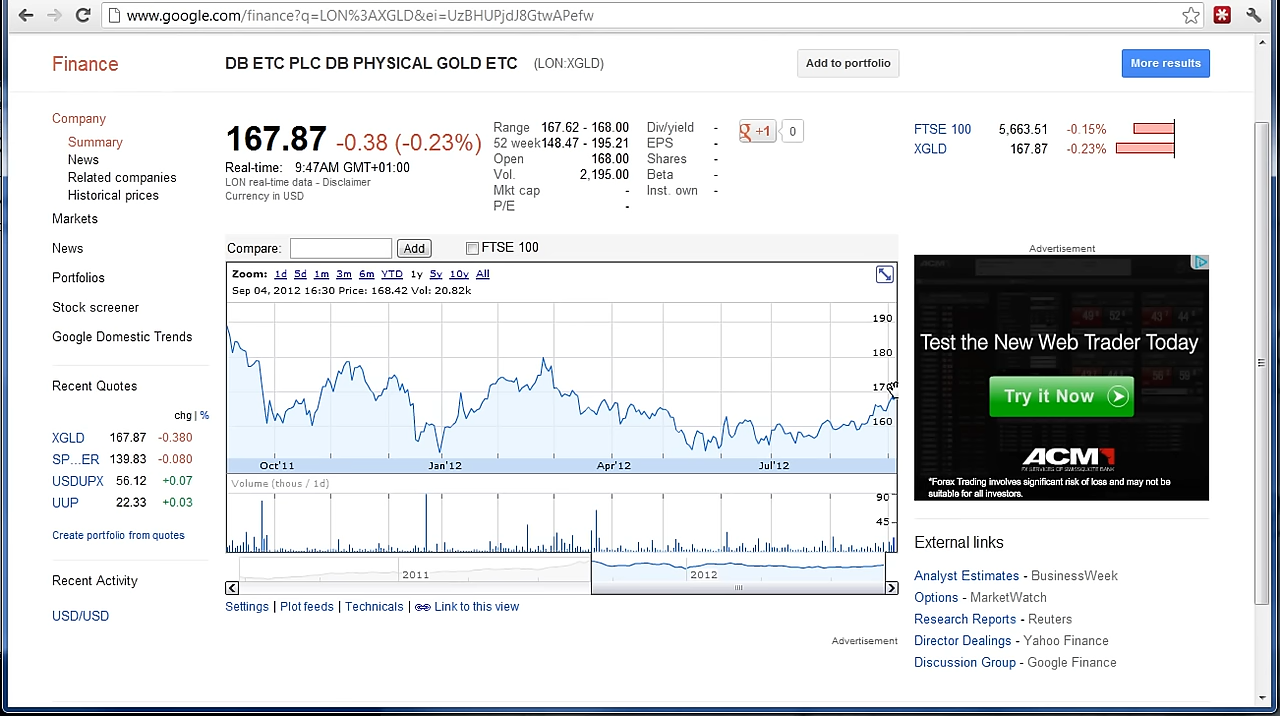 www.google.com/finance?q=LON%3AXGLD&ei=UzBHUPjdJ8GtwAPefw
Finance
DB ETC PLC DB PHYSICAL GOLD ETC (LON:XGLD)
Add to portfolio
More results
Company
Summary
News
Related companies
Historical prices
Markets
News
Portfolios
Stock screener
Google Domestic Trends
Recent Quotes
chg | %
XGLD 167.87 -0.380
SP...ER 139.83 -0.080
USDUPX 56.12 +0.07
UUP 22.33 +0.03
Create portfolio from quotes
Recent Activity
USD/USD
167.87 -0.38 (-0.23%)
Real-time: 9:47AM GMT+01:00
LON real-time data - Disclaimer
Currency in USD
Range 167.62 - 168.00
52 week 148.47 - 195.21
Open 168.00
Vol. 2,195.00
Mkt cap -
P/E -
Div/yield -
EPS -
Shares -
Beta -
Inst. own -
g +1 0
Compare: Add FTSE 100
Zoom: 1d 5d 1m 3m 6m YTD 1y 5y 10y All
Sep 04, 2012 16:30 Price: 168.42 Vol: 20.82k
190
180
170
160
Oct'11 Jan'12 Apr'12 Jul'12
Volume (thous / 1d)
90
45
2011 2012
Settings | Plot feeds | Technicals | Link to this view
Advertisement
FTSE 100 5,663.51 -0.15%
XGLD 167.87 -0.23%
Advertisement
ACM
Test the New Web Trader Today
Try it Now
ACM
*Forex Trading involves significant risk of loss and may not be
suitable for all investors.
External links
Analyst Estimates - BusinessWeek
Options - MarketWatch
Research Reports - Reuters
Director Dealings - Yahoo Finance
Discussion Group - Google Finance